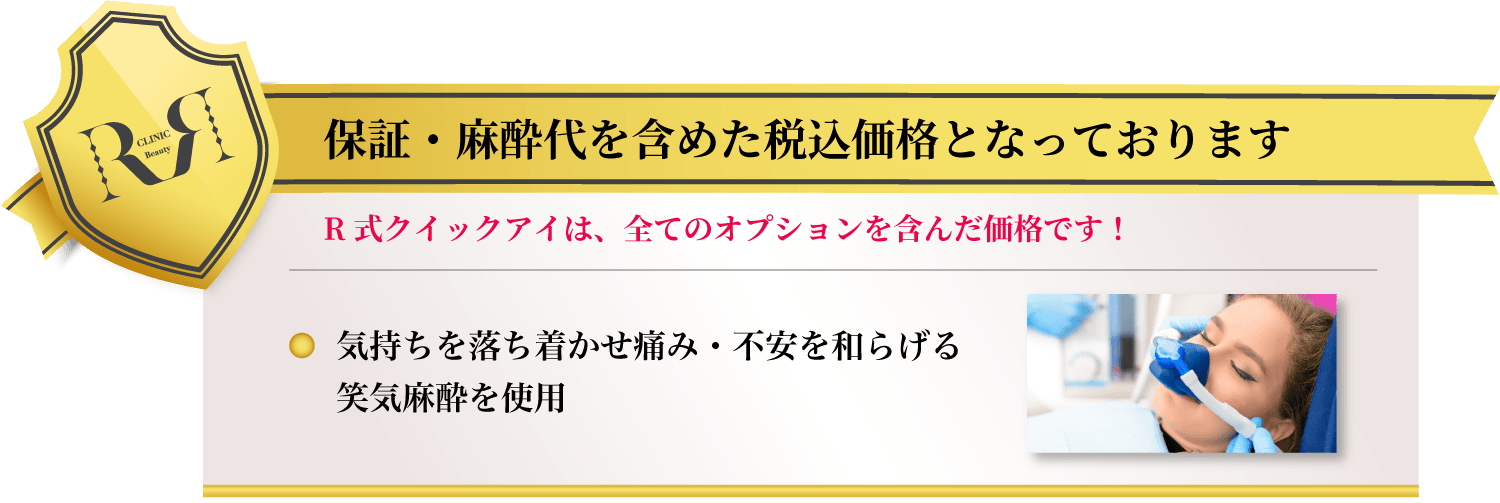 R CLINIC R
Beauty
保証・麻酔代を含めた税込価格となっております
R式クイックアイは、全てのオプションを含んだ価格です！
気持ちを落ち着かせ痛み・不安を和らげる
笑気麻酔を使用